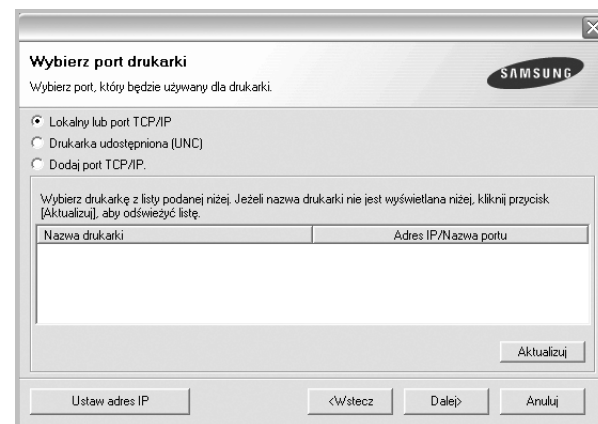 Wybierz port drukarki
Wybierz port, który będzie używany dla drukarki.
SAMSUNG
Lokalny lub port TCP/IP
Drukarka udostępniona (UNC)
Dodaj port TCP/IP.
Wybierz drukarkę z listy podanej niżej. Jeżeli nazwa drukarki nie jest wyświetlana niżej, kliknij przycisk
[Aktualizuj], aby odświeżyć listę.
Nazwa drukarki Adres IP/Nazwa portu
Aktualizuj
Ustaw adres IP <Wstecz Dalej> Anuluj